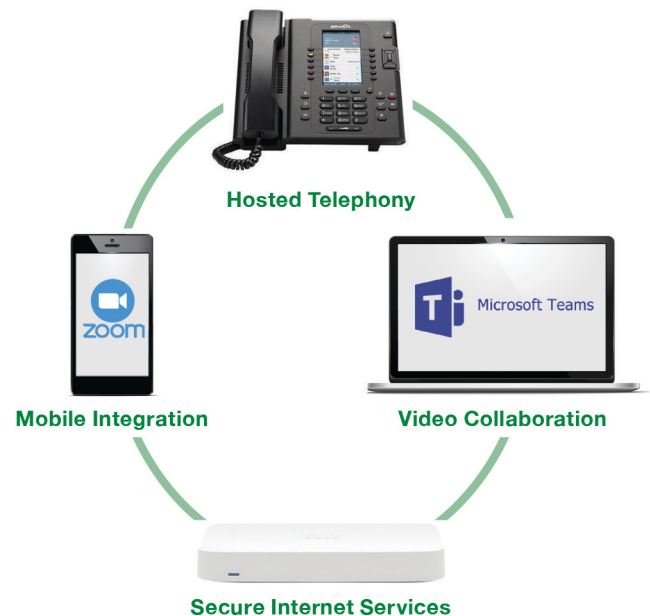 Hosted Telephony
zoom
Microsoft Teams
Mobile Integration
Video Collaboration
Secure Internet Services